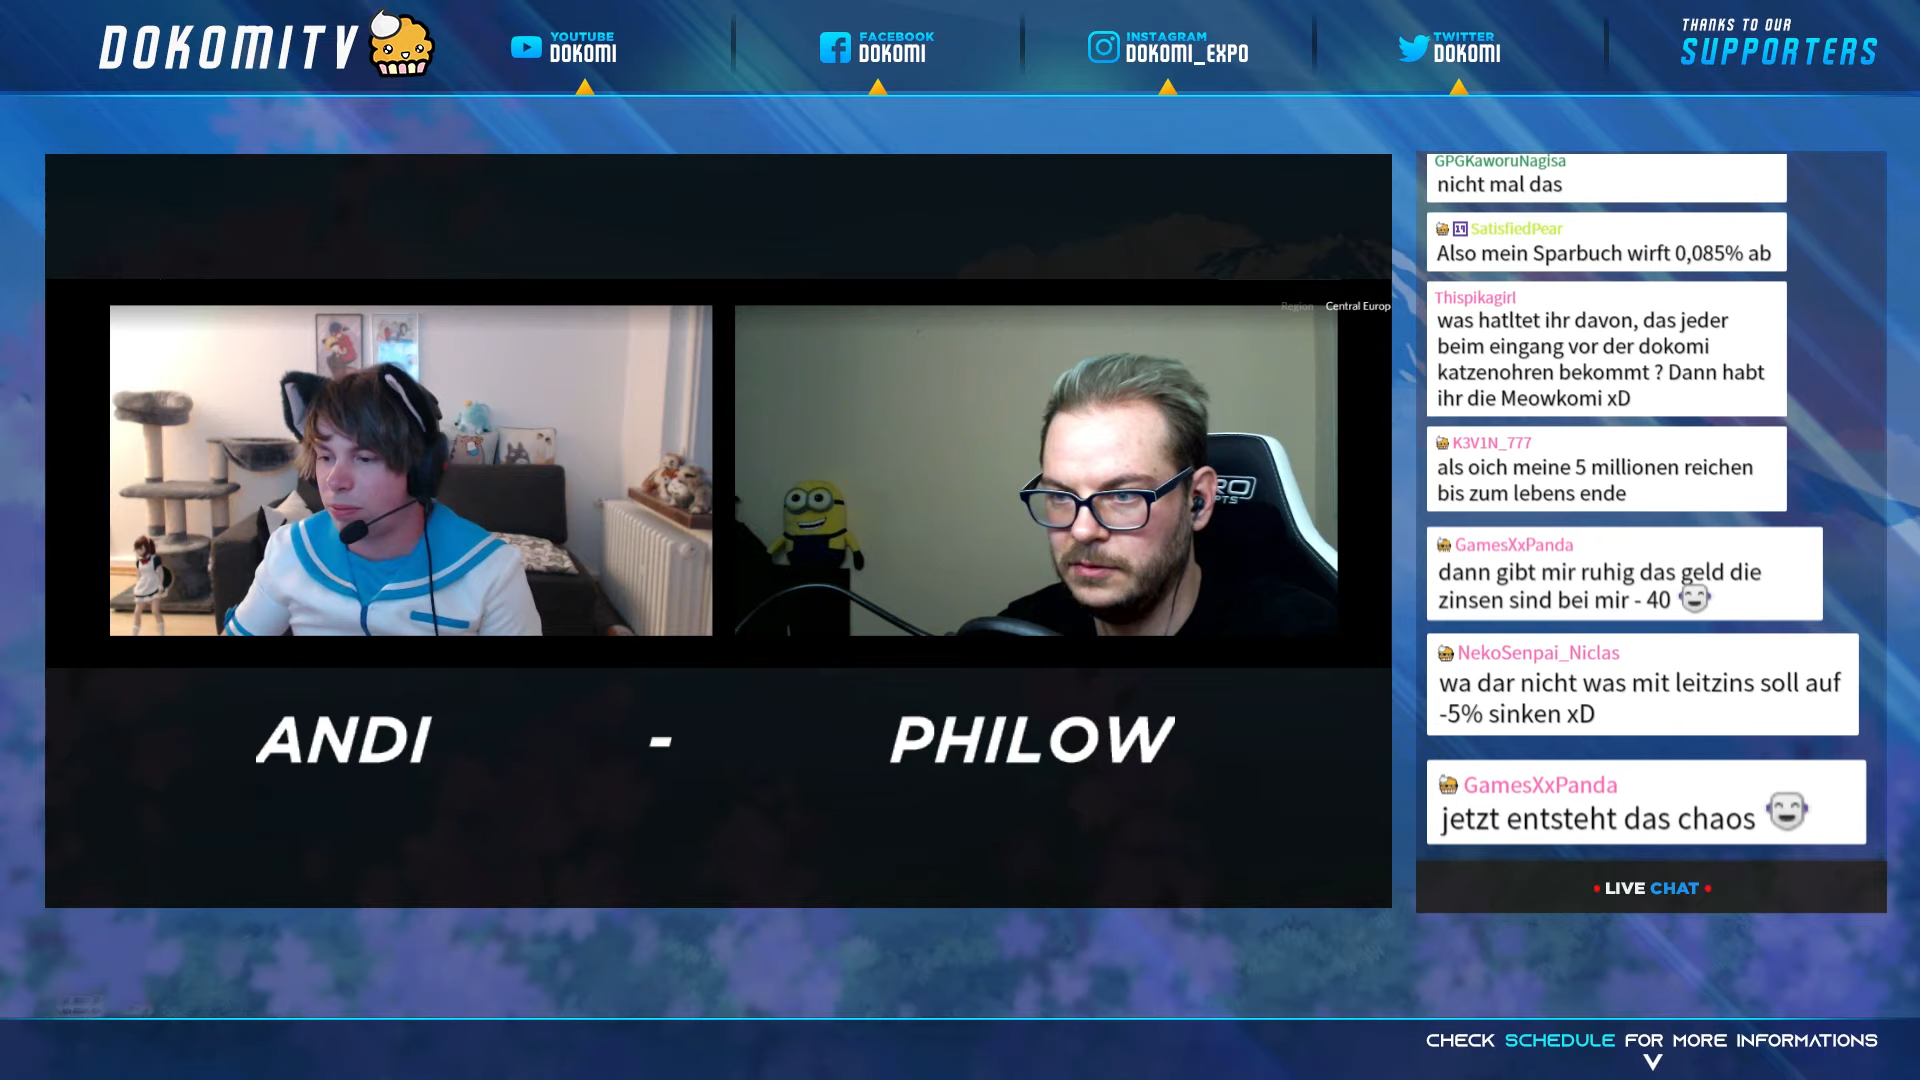 DOKOMITV
YOUTUBE
DOKOMI
FACEBOOK
DOKOMI
INSTAGRAM
DOKOMI_EXPO
TWITTER
DOKOMI
THANKS TO OUR
SUPPORTERS
Region Central Europ
ANDI - PHILOW
GPGKaworuNagisa
nicht mal das
SatisfiedPear
Also mein Sparbuch wirft 0,085% ab
Thispikagirl
was hatltet ihr davon, das jeder
beim eingang vor der dokomi
katzenohren bekommt ? Dann habt
ihr die Meowkomi xD
K3V1N_777
als oich meine 5 millionen reichen
bis zum lebens ende
GamesXxPanda
dann gibt mir ruhig das geld die
zinsen sind bei mir - 40
NekoSenpai_Niclas
wa dar nicht was mit leitzins soll auf
-5% sinken xD
GamesXxPanda
jetzt entsteht das chaos
• LIVE CHAT •
CHECK SCHEDULE FOR MORE INFORMATIONS